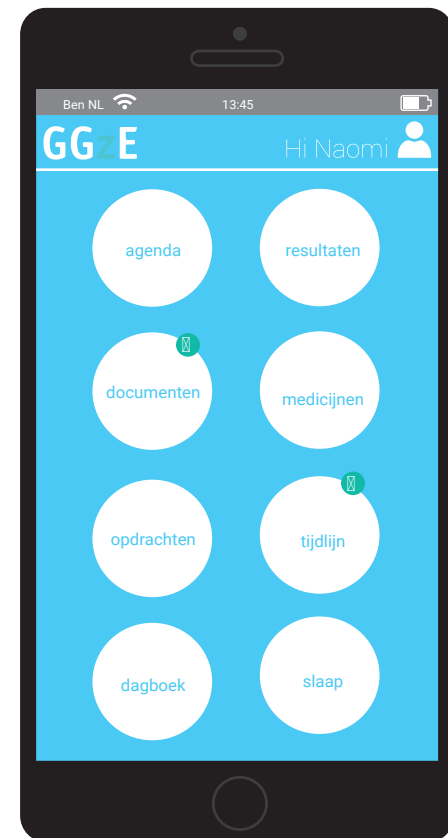 Ben NL 13:45
GGzE Hi Naomi
agenda resultaten
documenten medicijnen
opdrachten tijdlijn
dagboek slaap